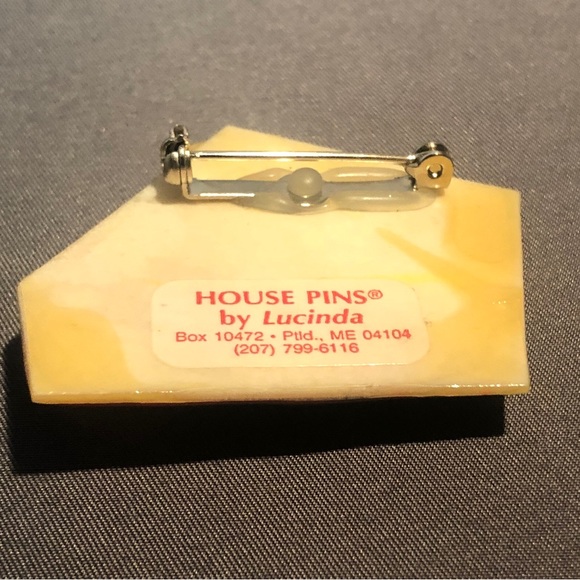 HOUSE PINS®
by Lucinda
Box 10472 • Ptld., ME 04104
(207) 799-6116